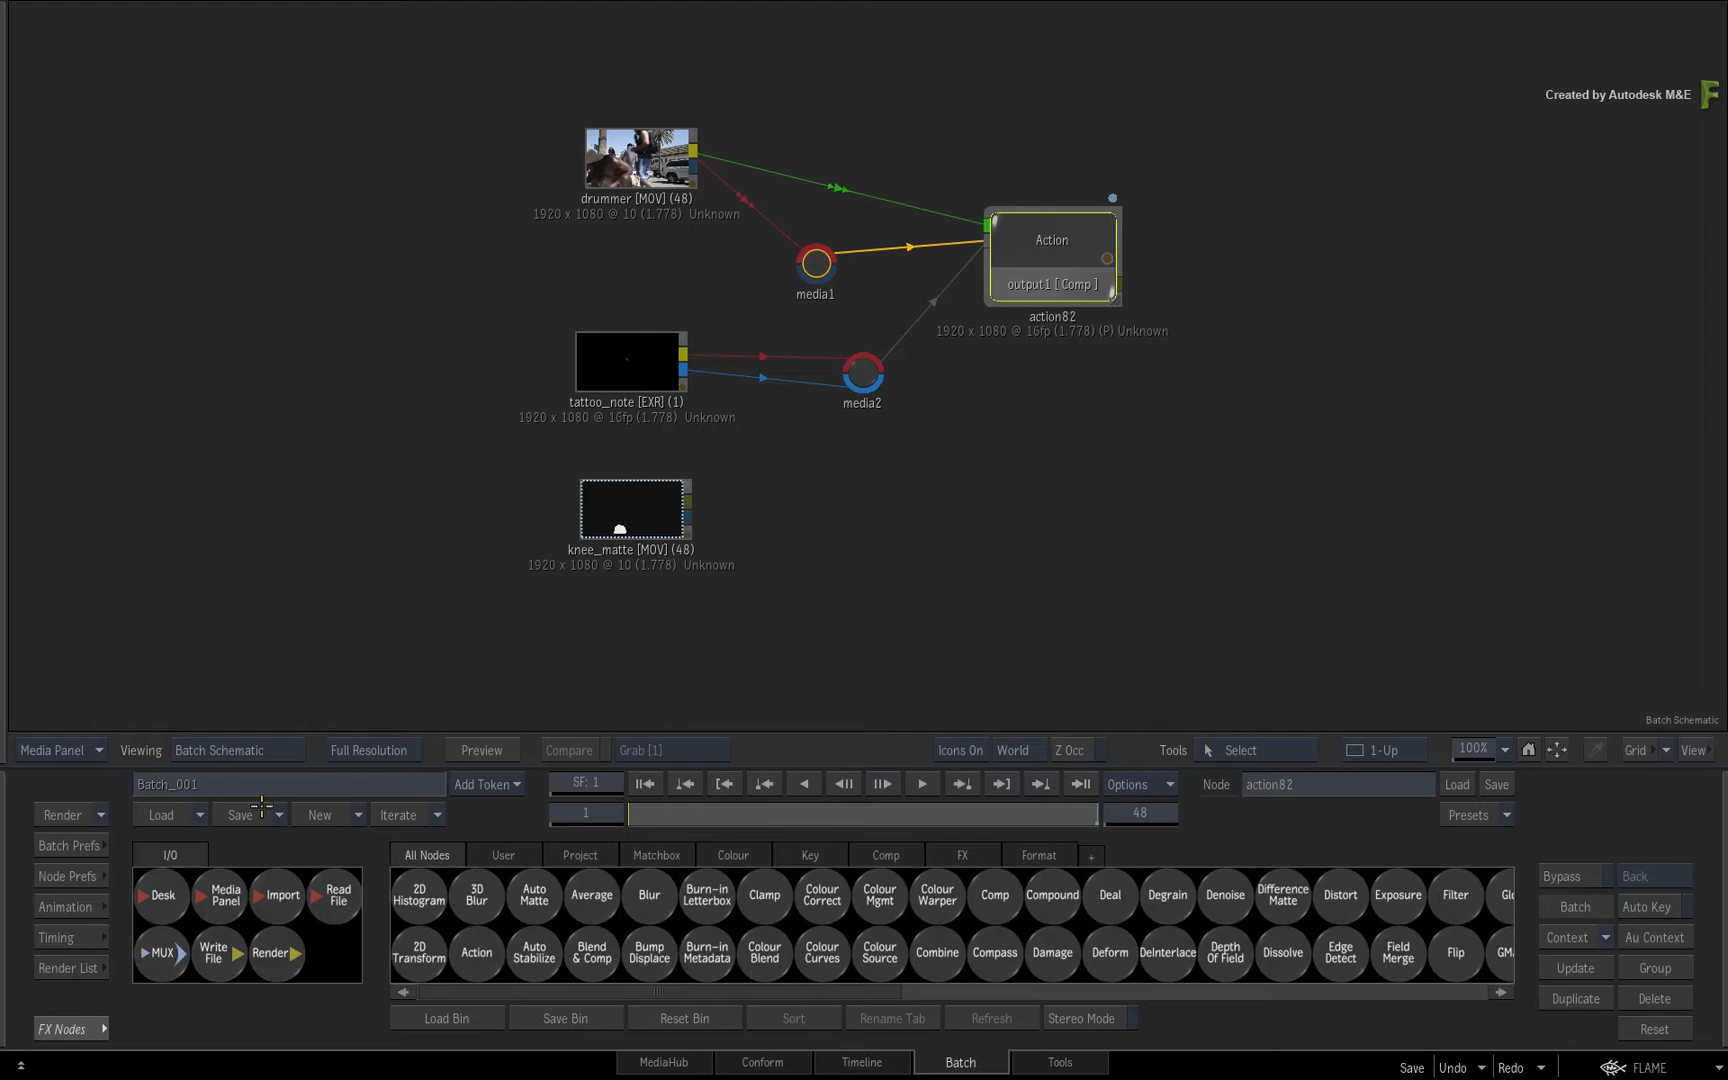 Created by Autodesk M&E
drummer [MOV] (48)
1920 x 1080 @ 10 (1.778) Unknown
Action
output1 [ Comp ]
media1
action82
1920 x 1080 @ 16fp (1.778) (P) Unknown
tattoo_note [EXR] (1)
1920 x 1080 @ 16fp (1.778) Unknown
media2
knee_matte [MOV] (48)
1920 x 1080 @ 10 (1.778) Unknown
Batch Schematic
Media Panel Viewing Batch Schematic Full Resolution Preview Compare Grab [1] Icons On World Z Occ Tools Select 1-Up 100% Grid View
Batch_001 Add Token SF: 1 Options Node action82 Load Save
Render Load Save New Iterate 1 48 Presets
Batch Prefs
I/O All Nodes User Project Matchbox Colour Key Comp FX Format +
Node Prefs
Animation
Timing
Render List
FX Nodes
Desk Media Panel Import Read File
MUX Write File Render
2D Histogram 3D Blur Auto Matte Average Blur Burn-in Letterbox Clamp Colour Correct Colour Mgmt Colour Warper Comp Compound Deal Degrain Denoise Difference Matte Distort Exposure Filter
2D Transform Action Auto Stabilize Blend & Comp Bump Displace Burn-in Metadata Colour Blend Colour Curves Colour Source Combine Compass Damage Deform DeInterlace Depth Of Field Dissolve Edge Detect Field Merge Flip
Bypass Back
Batch Auto Key
Context Au Context
Update Group
Duplicate Delete
Reset
Load Bin Save Bin Reset Bin Sort Rename Tab Refresh Stereo Mode
MediaHub Conform Timeline Batch Tools Save Undo Redo FLAME